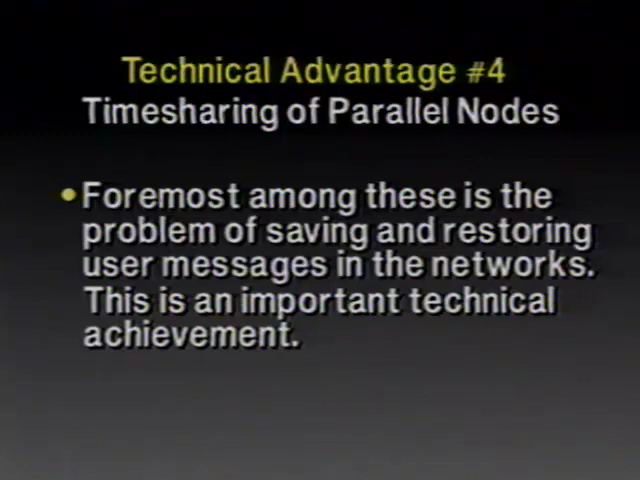 Technical Advantage #4
Timesharing of Parallel Nodes
•Foremost among these is the
problem of saving and restoring
user messages in the networks.
This is an important technical
achievement.